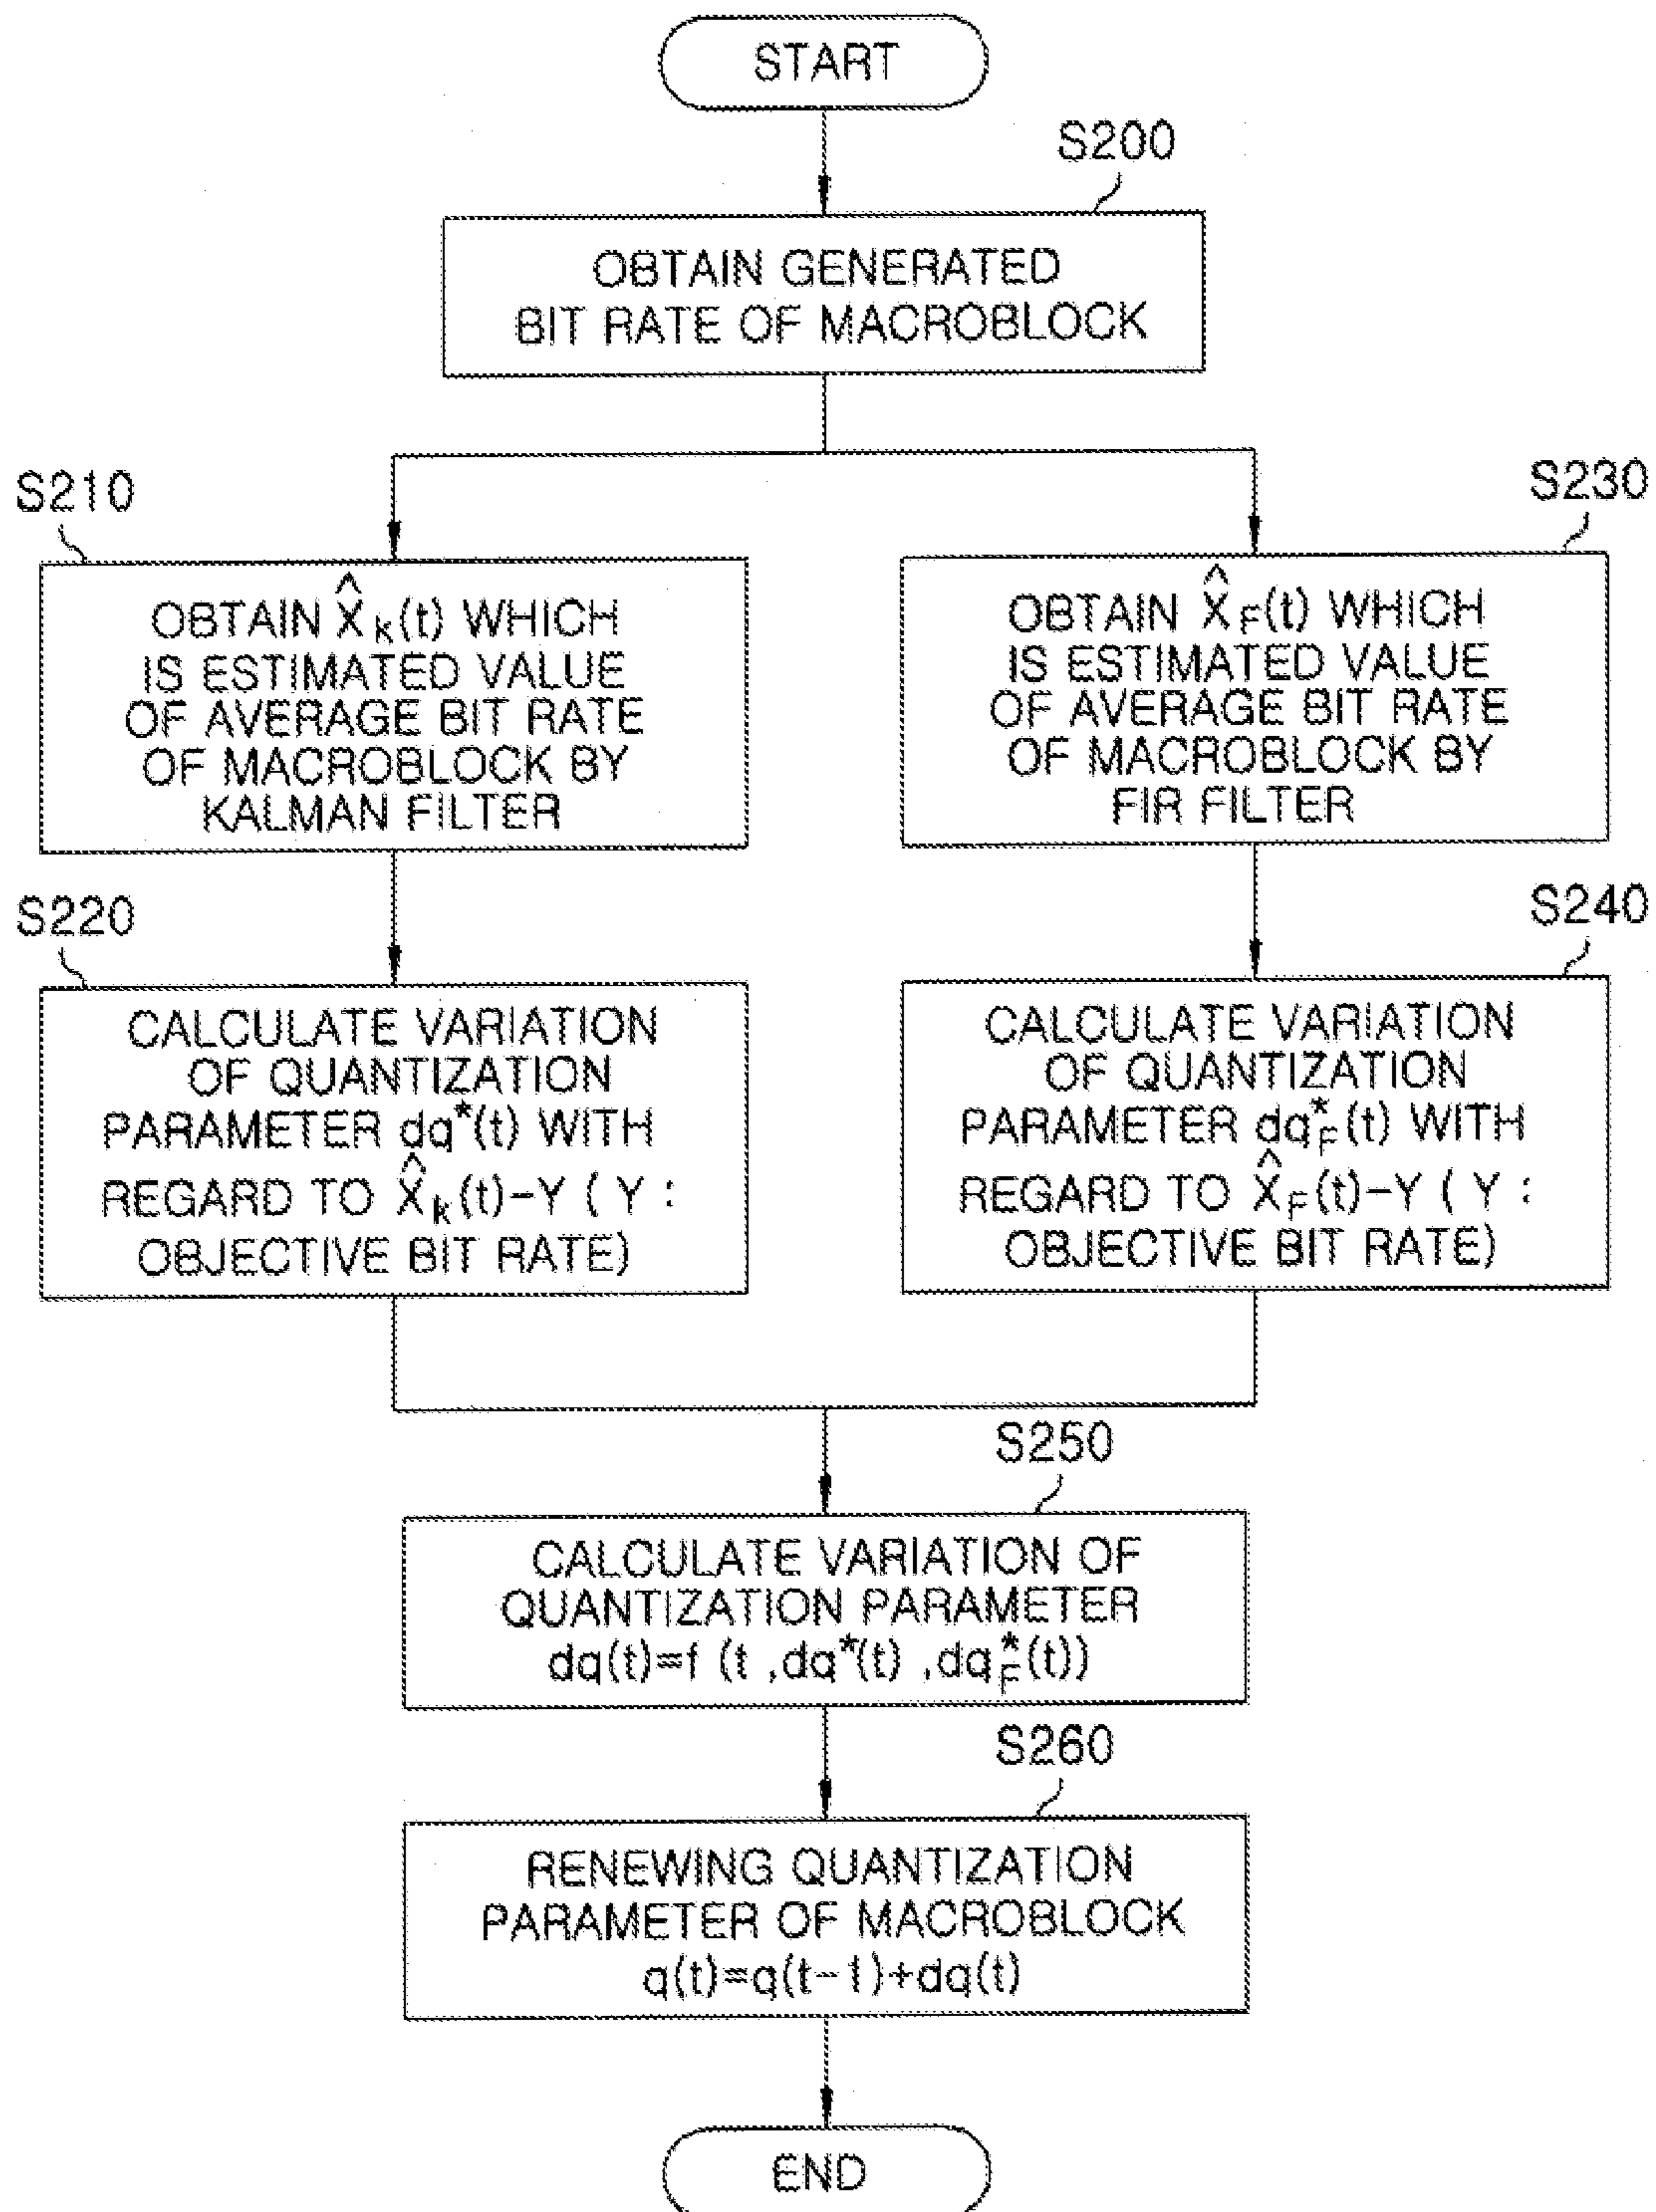 START
S200
OBTAIN GENERATED
BIT RATE OF MACROBLOCK
S210
OBTAIN X̂k(t) WHICH
IS ESTIMATED VALUE
OF AVERAGE BIT RATE
OF MACROBLOCK BY
KALMAN FILTER
S230
OBTAIN X̂F(t) WHICH
IS ESTIMATED VALUE
OF AVERAGE BIT RATE
OF MACROBLOCK BY
FIR FILTER
S220
CALCULATE VARIATION
OF QUANTIZATION
PARAMETER dq*(t) WITH
REGARD TO X̂k(t)-Y ( Y :
OBJECTIVE BIT RATE)
S240
CALCULATE VARIATION
OF QUANTIZATION
PARAMETER dq*F(t) WITH
REGARD TO X̂F(t)-Y ( Y :
OBJECTIVE BIT RATE)
S250
CALCULATE VARIATION OF
QUANTIZATION PARAMETER
dq(t)=f (t ,dq*(t) ,dq*F(t))
S260
RENEWING QUANTIZATION
PARAMETER OF MACROBLOCK
q(t)=q(t-1)+dq(t)
END